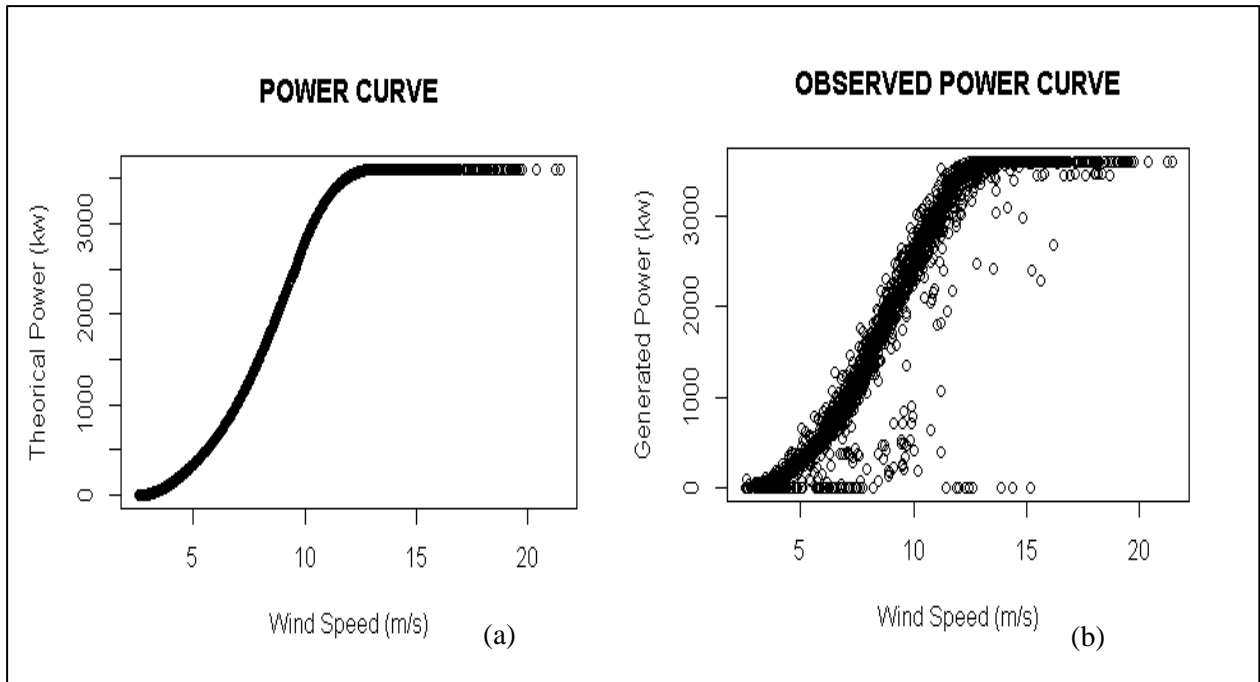 POWER CURVE
Theorical Power (kw)
3000
2000
1000
0
5
10
15
20
Wind Speed (m/s)
(a)
OBSERVED POWER CURVE
Generated Power (kw)
3000
2000
1000
0
5
10
15
20
Wind Speed (m/s)
(b)